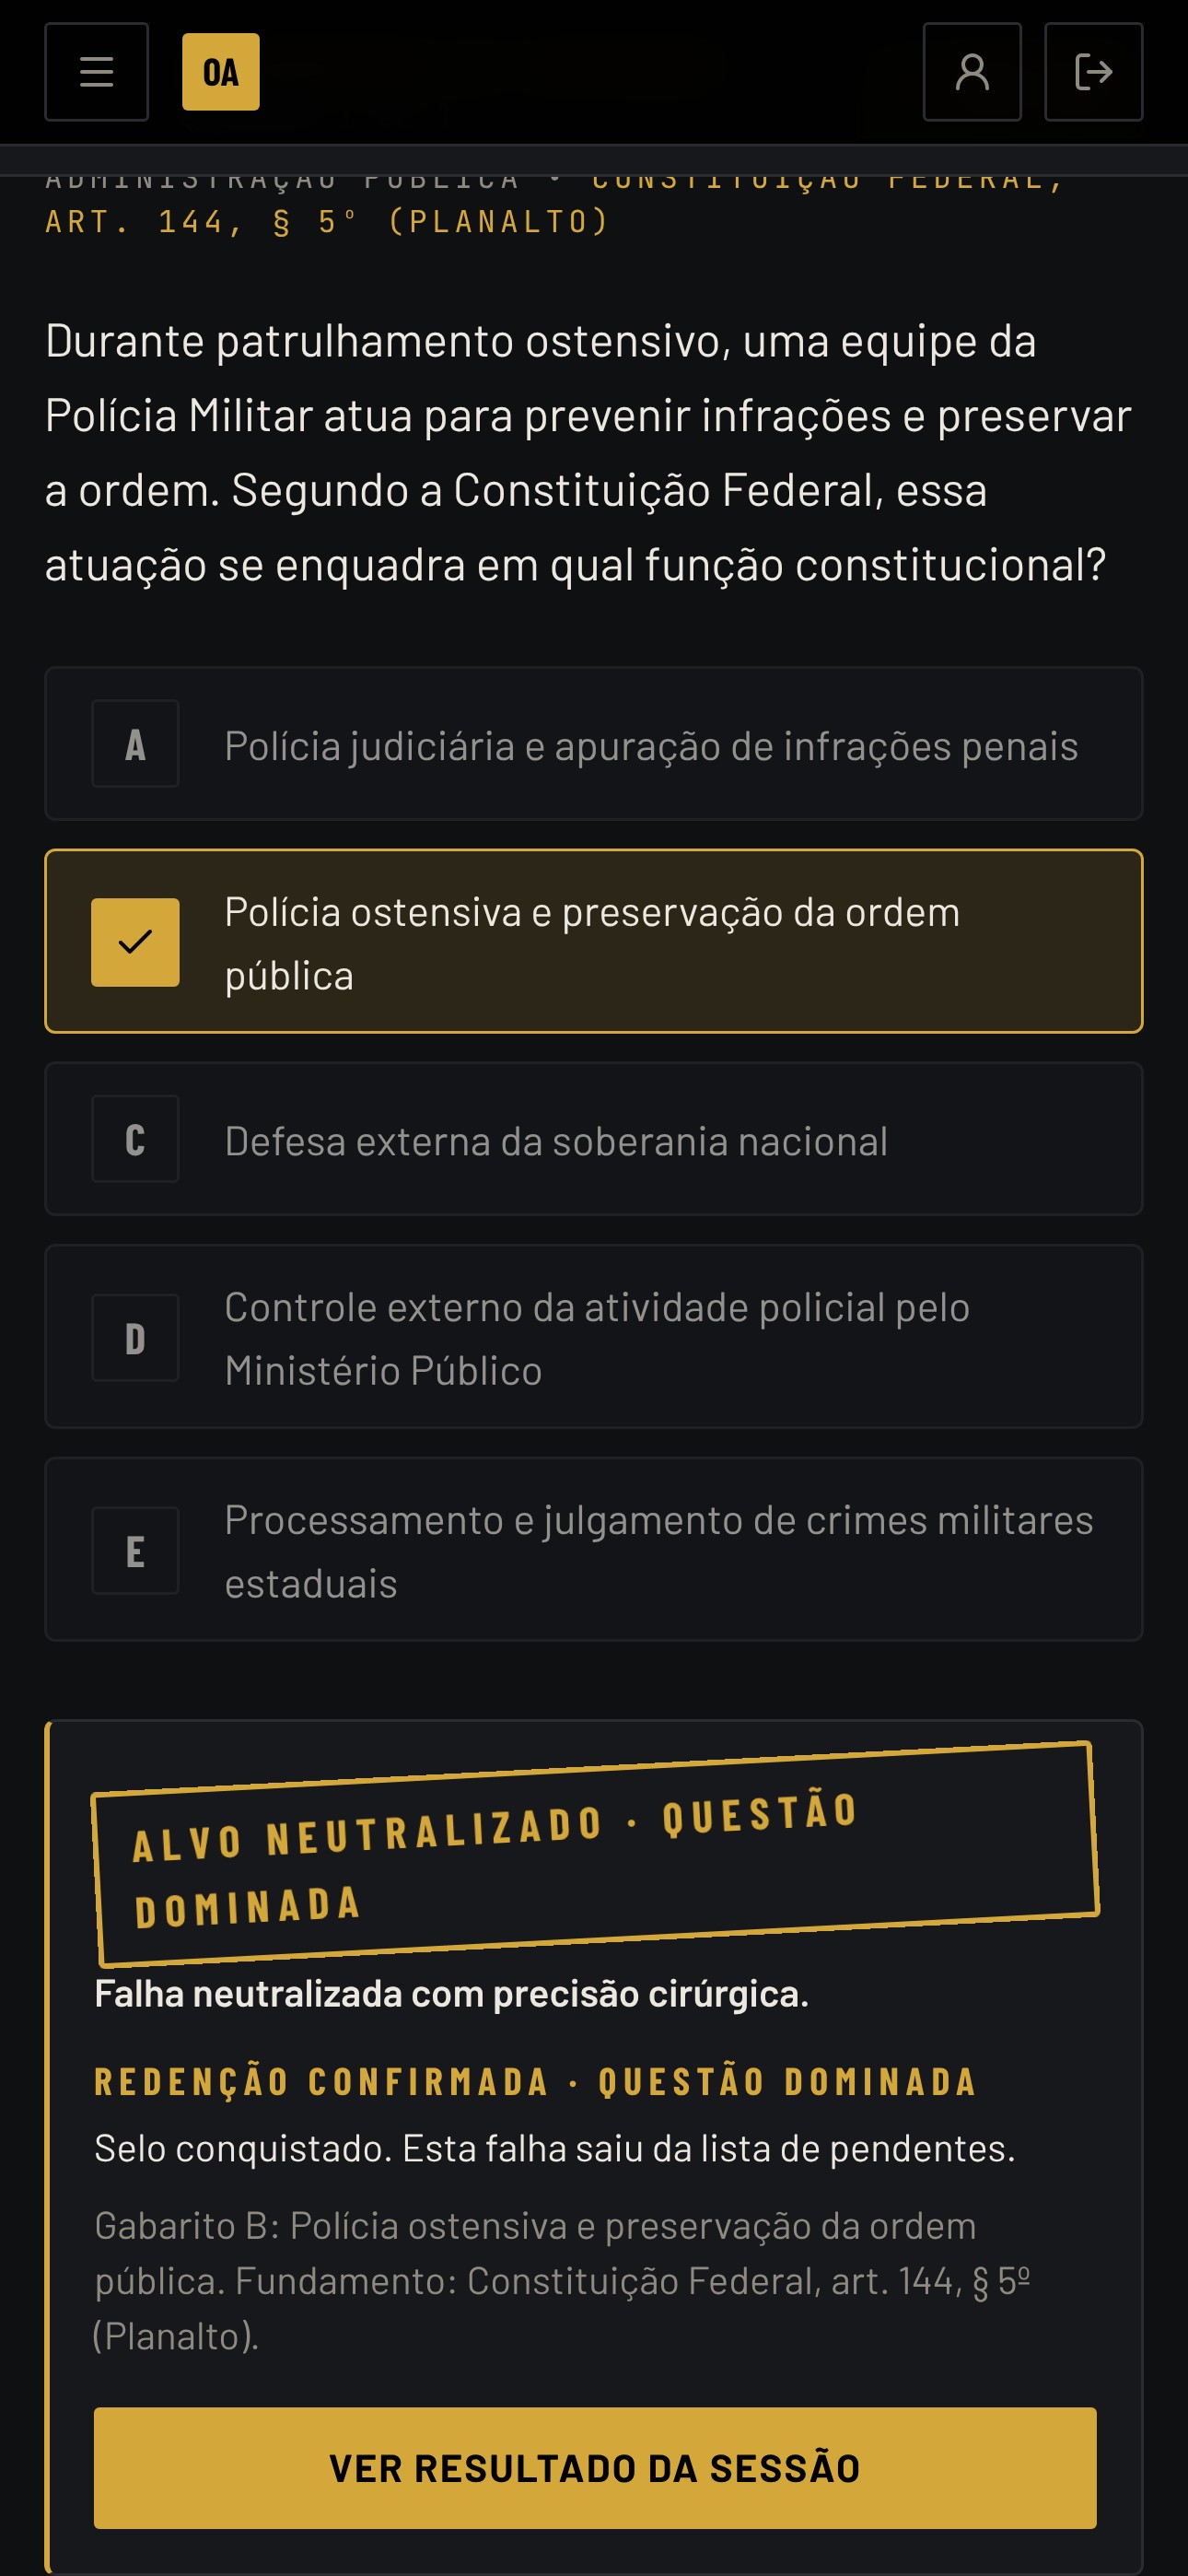 OA
ADMINISTRAÇÃO PÚBLICA • CONSTITUIÇÃO FEDERAL,
ART. 144, § 5º (PLANALTO)
Durante patrulhamento ostensivo, uma equipe da
Polícia Militar atua para prevenir infrações e preservar
a ordem. Segundo a Constituição Federal, essa
atuação se enquadra em qual função constitucional?
A Polícia judiciária e apuração de infrações penais
Polícia ostensiva e preservação da ordem
pública
C Defesa externa da soberania nacional
D Controle externo da atividade policial pelo
Ministério Público
E Processamento e julgamento de crimes militares
estaduais
ALVO NEUTRALIZADO · QUESTÃO
DOMINADA
Falha neutralizada com precisão cirúrgica.
REDENÇÃO CONFIRMADA · QUESTÃO DOMINADA
Selo conquistado. Esta falha saiu da lista de pendentes.
Gabarito B: Polícia ostensiva e preservação da ordem
pública. Fundamento: Constituição Federal, art. 144, § 5º
(Planalto).
VER RESULTADO DA SESSÃO